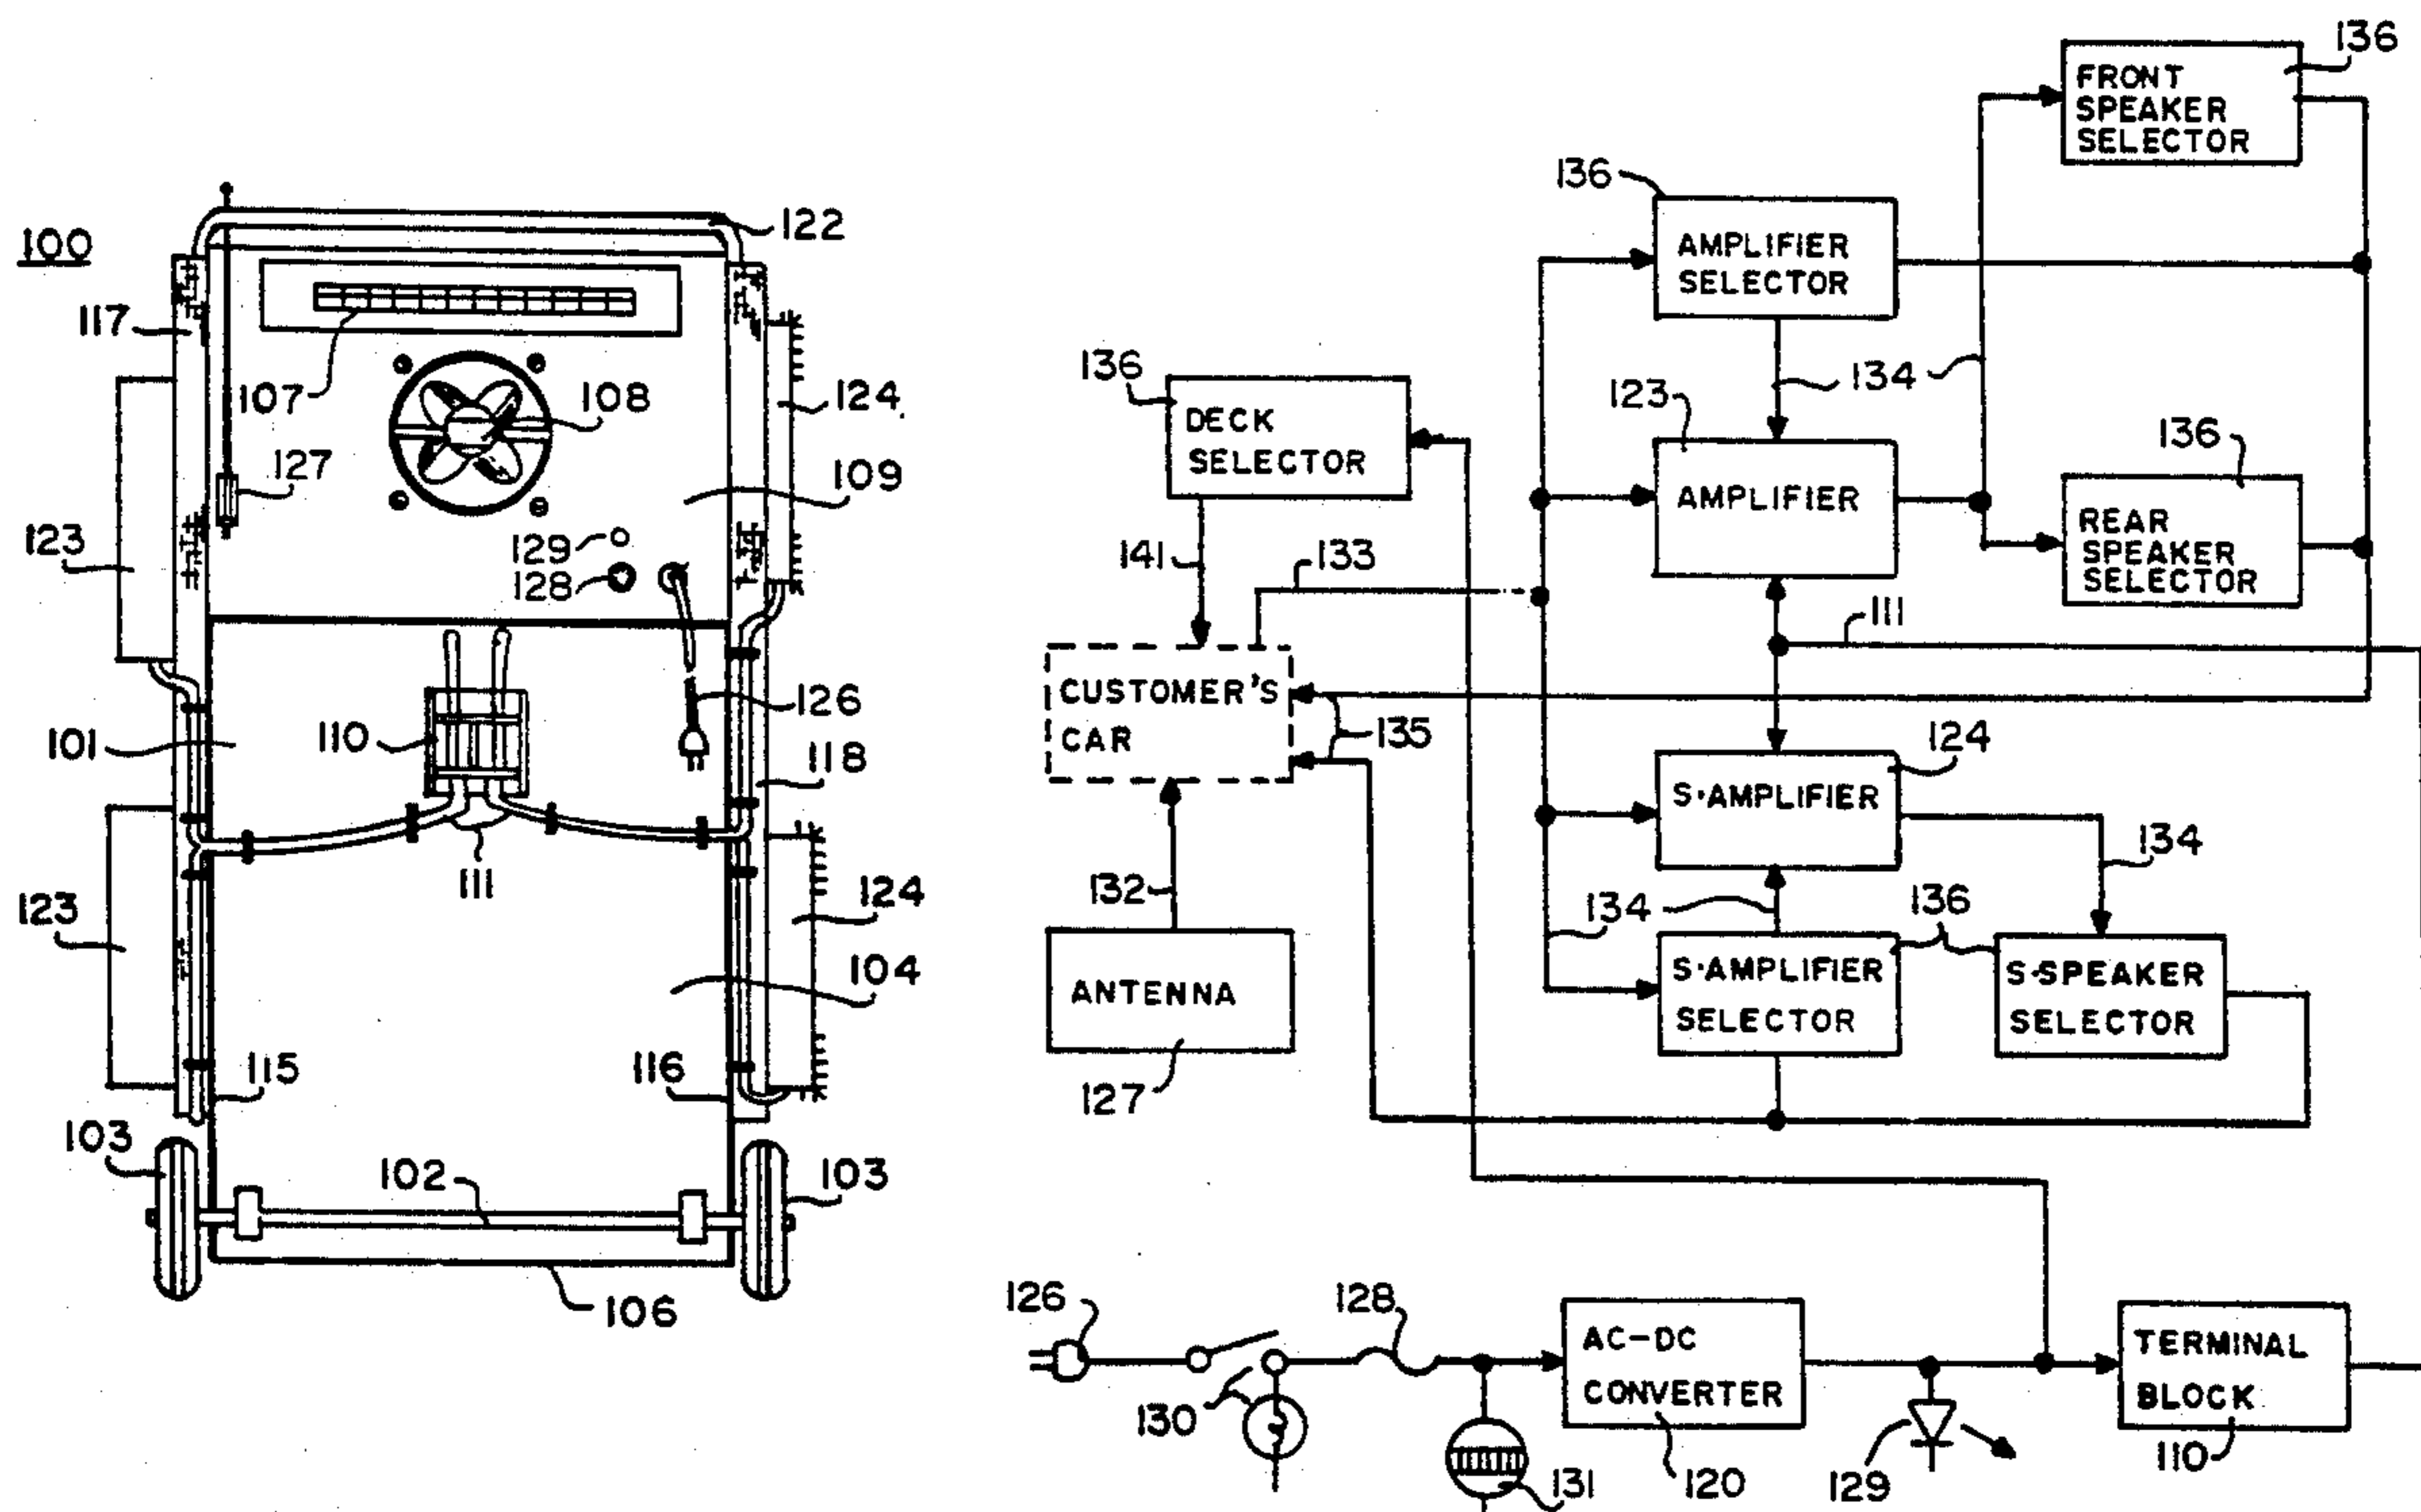 100
122
117
107
108
124
127
109
123
129
128
126
101
110
118
111
123
124
104
115
116
103
102
103
106
136
FRONT
SPEAKER
SELECTOR
136
AMPLIFIER
SELECTOR
134
136
DECK
SELECTOR
123
AMPLIFIER
136
REAR
SPEAKER
SELECTOR
141
133
111
CUSTOMER'S
CAR
135
124
S·AMPLIFIER
134
132
134
136
ANTENNA
127
S·AMPLIFIER
SELECTOR
S·SPEAKER
SELECTOR
126
128
130
AC-DC
CONVERTER
TERMINAL
BLOCK
131
120
129
110